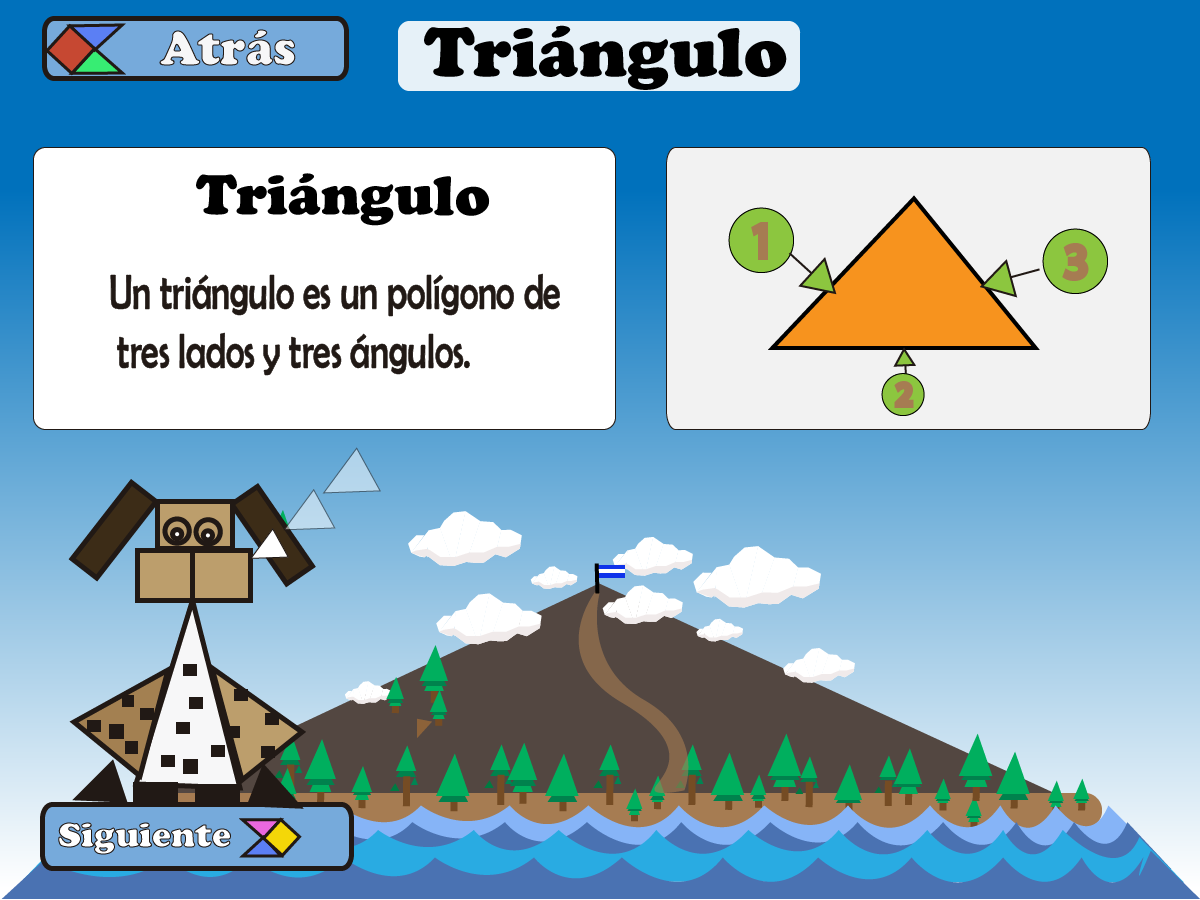 Atrás
Triángulo
Triángulo
Un triángulo es un polígono de
tres lados y tres ángulos.
1
3
2
Siguiente